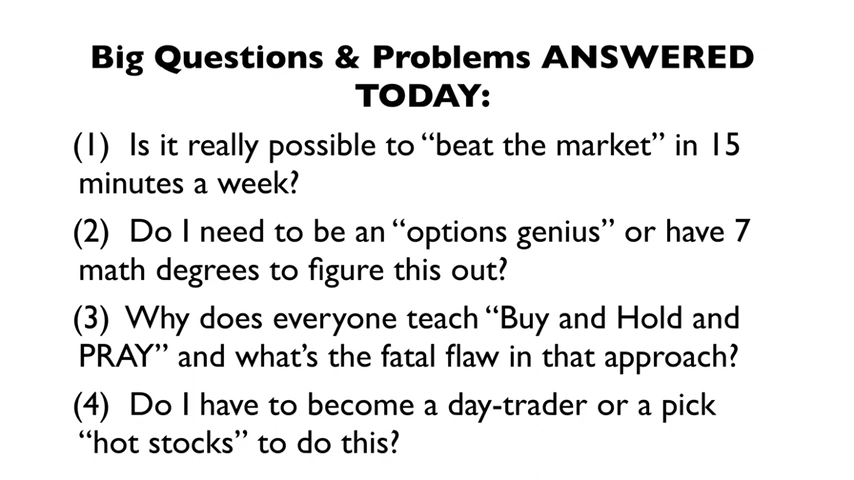 Big Questions & Problems ANSWERED
TODAY:
(1) Is it really possible to “beat the market” in 15
minutes a week?
(2) Do I need to be an “options genius” or have 7
math degrees to figure this out?
(3) Why does everyone teach “Buy and Hold and
PRAY” and what’s the fatal flaw in that approach?
(4) Do I have to become a day-trader or a pick
“hot stocks” to do this?